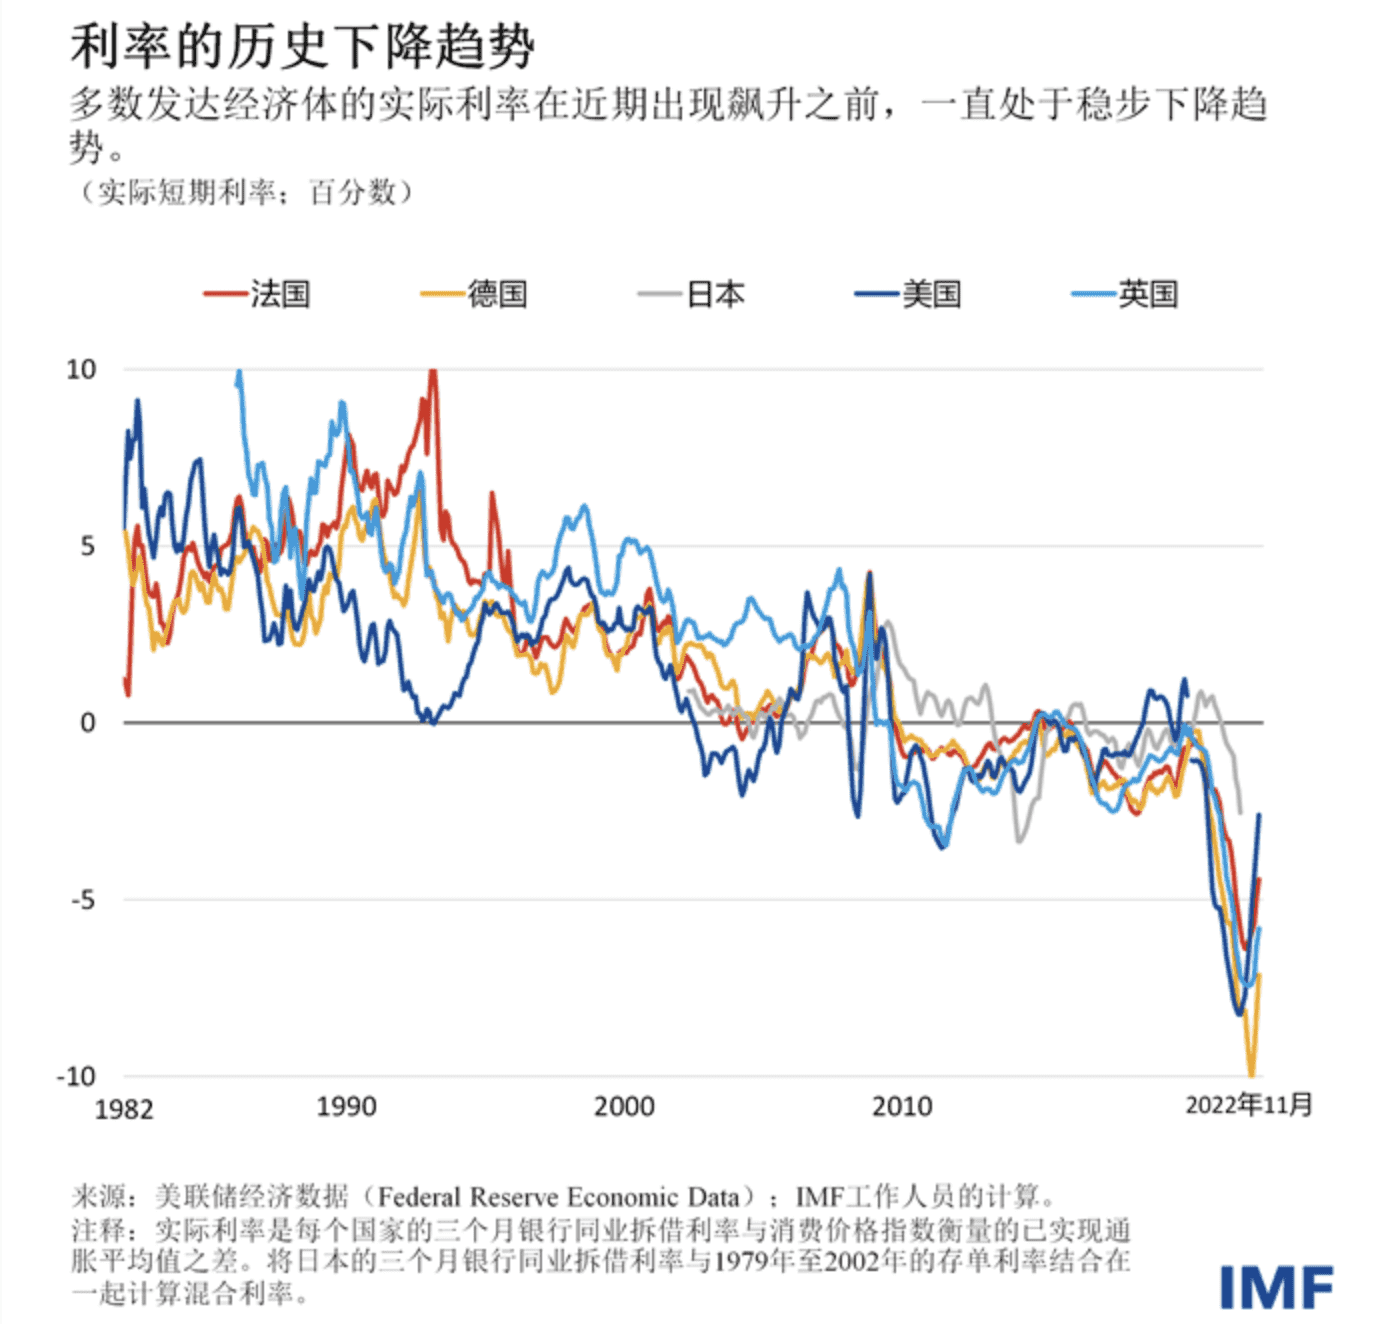 利率的历史下降趋势
多数发达经济体的实际利率在近期出现飙升之前，一直处于稳步下降趋
势。
（实际短期利率；百分数）
法国 德国 日本 美国 英国
10
5
0
-5
-10
1982 1990 2000 2010 2022年11月
来源：美联储经济数据（Federal Reserve Economic Data）；IMF工作人员的计算。
注释：实际利率是每个国家的三个月银行同业拆借利率与消费价格指数衡量的已实现通
胀平均值之差。将日本的三个月银行同业拆借利率与1979年至2002年的存单利率结合在
一起计算混合利率。
IMF